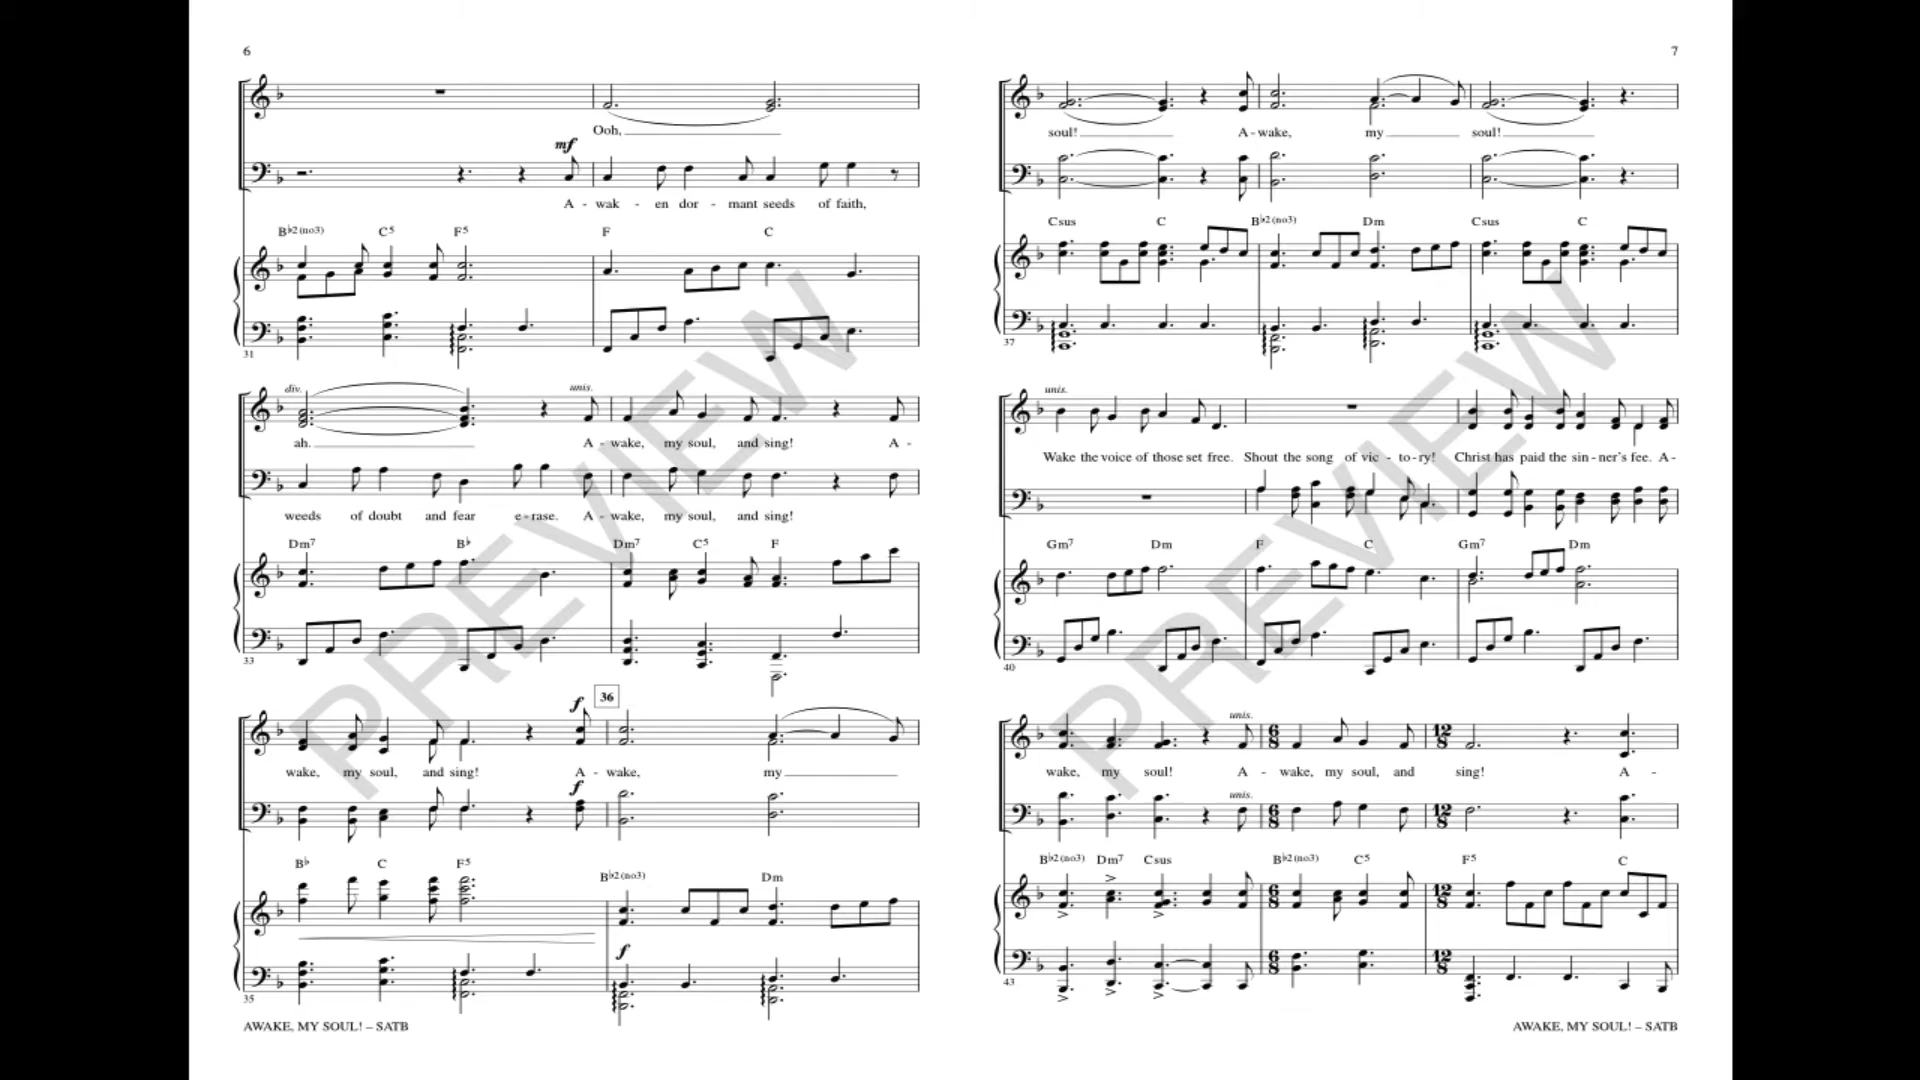 6
Ooh,
mf
A - wak - en dor - mant seeds of faith,
B♭2(no3) C5 F5 F C
31
div. unis.
ah. A - wake, my soul, and sing! A -
weeds of doubt and fear e - rase. A - wake, my soul, and sing!
Dm7 B♭ Dm7 C5 F
33
f 36
wake, my soul, and sing! A - wake, my
f
B♭ C F5 B♭2(no3) Dm
f
35
AWAKE, MY SOUL! – SATB
7
soul! A - wake, my soul!
Csus C B♭2(no3) Dm Csus C
37
unis.
Wake the voice of those set free. Shout the song of vic - to - ry! Christ has paid the sin - ner's fee. A -
Gm7 Dm F C Gm7 Dm
40
unis.
wake, my soul! A - wake, my soul, and sing! A -
unis.
6 8 12 8
B♭2(no3) Dm7 Csus B♭2(no3) C5 F5 C
43
AWAKE, MY SOUL! – SATB
PREVIEW
PREVIEW